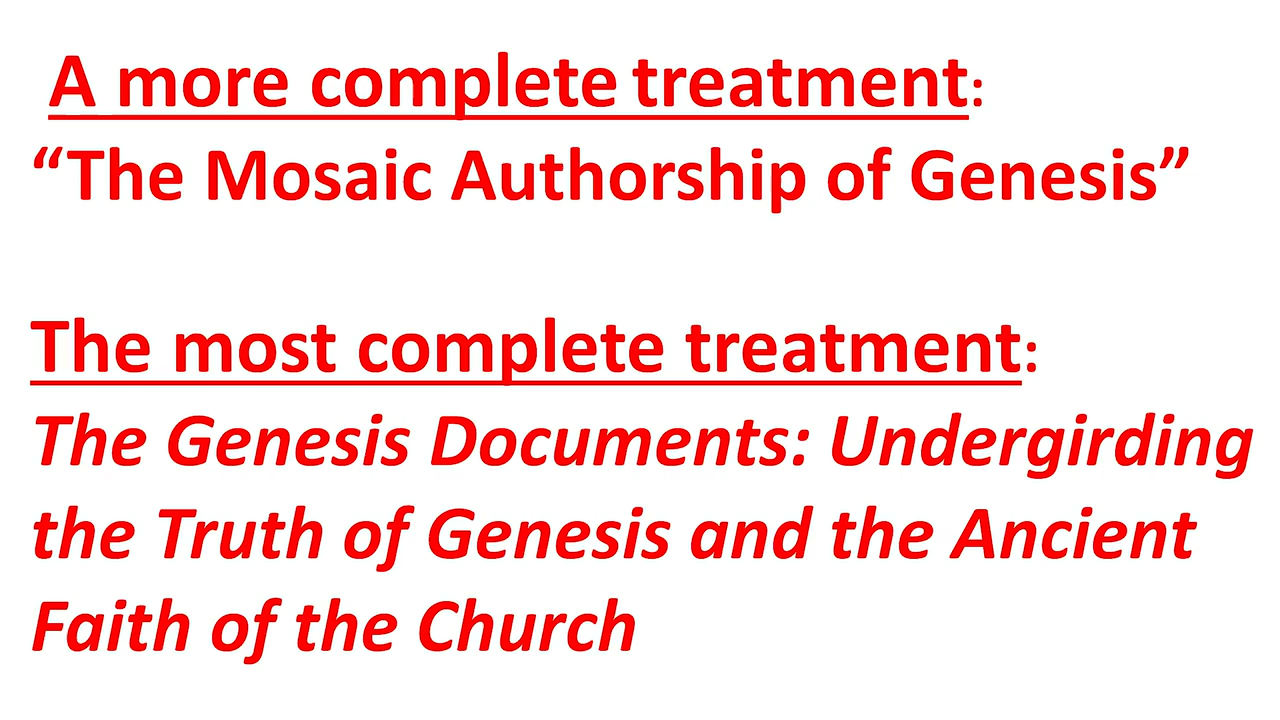 A more complete treatment:
“The Mosaic Authorship of Genesis”
The most complete treatment:
The Genesis Documents: Undergirding
the Truth of Genesis and the Ancient
Faith of the Church